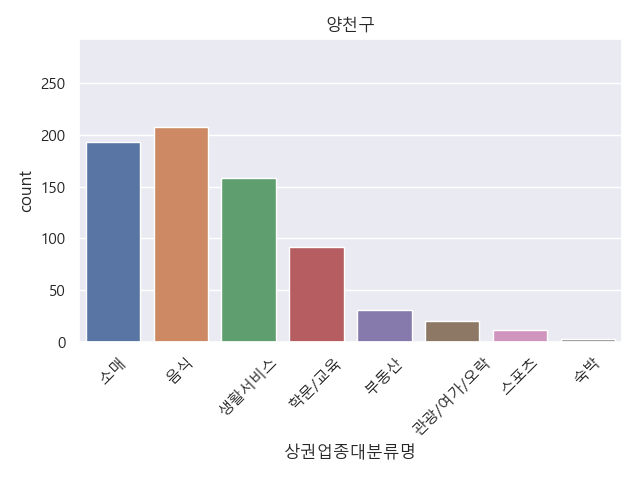 양천구
250
200
150
100
50
0
count
소매
음식
생활서비스
학문/교육
부동산
관광/여가/오락
스포츠
숙박
상권업종대분류명